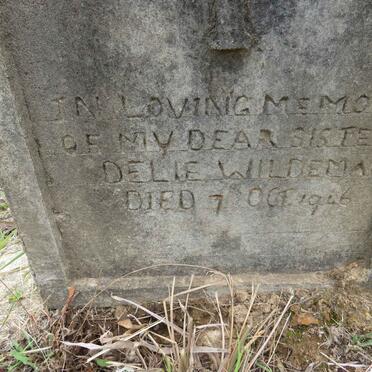 IN LOVING MEMO
OF MY DEAR SISTE
DELIE WILDEMA
DIED 7 OCT 1946